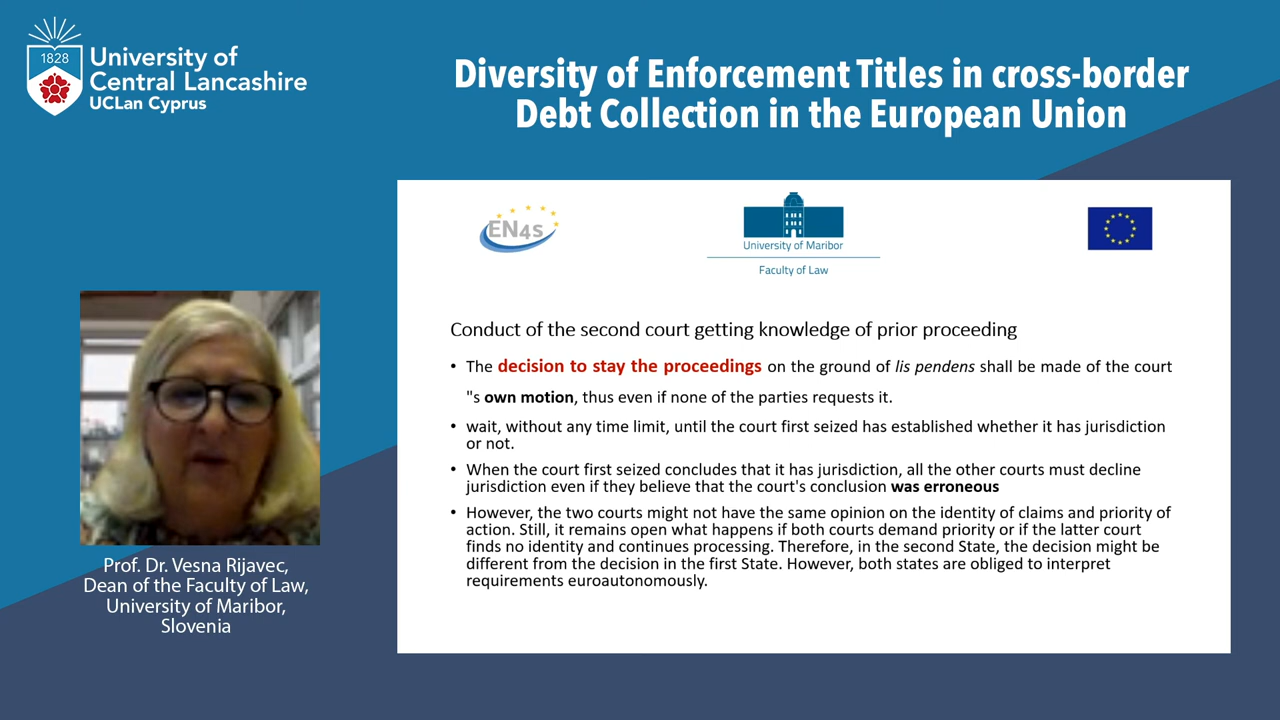 1828
University of
Central Lancashire
UCLan Cyprus
Diversity of Enforcement Titles in cross-border
Debt Collection in the European Union
EN4s
University of Maribor
Faculty of Law
Conduct of the second court getting knowledge of prior proceeding
• The decision to stay the proceedings on the ground of lis pendens shall be made of the court
"s own motion, thus even if none of the parties requests it.
• wait, without any time limit, until the court first seized has established whether it has jurisdiction
or not.
• When the court first seized concludes that it has jurisdiction, all the other courts must decline
jurisdiction even if they believe that the court's conclusion was erroneous
• However, the two courts might not have the same opinion on the identity of claims and priority of
action. Still, it remains open what happens if both courts demand priority or if the latter court
finds no identity and continues processing. Therefore, in the second State, the decision might be
different from the decision in the first State. However, both states are obliged to interpret
requirements euroautonomously.
Prof. Dr. Vesna Rijavec,
Dean of the Faculty of Law,
University of Maribor,
Slovenia